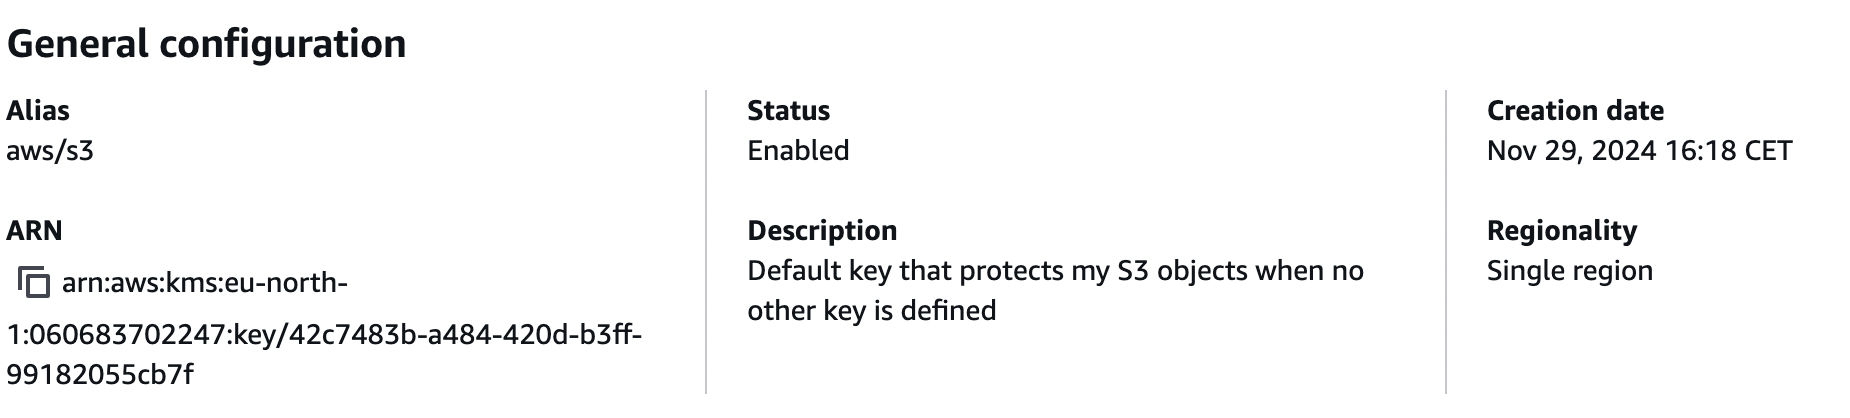 General configuration
Alias
aws/s3
ARN
arn:aws:kms:eu-north-
1:060683702247:key/42c7483b-a484-420d-b3ff-
99182055cb7f
Status
Enabled
Description
Default key that protects my S3 objects when no
other key is defined
Creation date
Nov 29, 2024 16:18 CET
Regionality
Single region